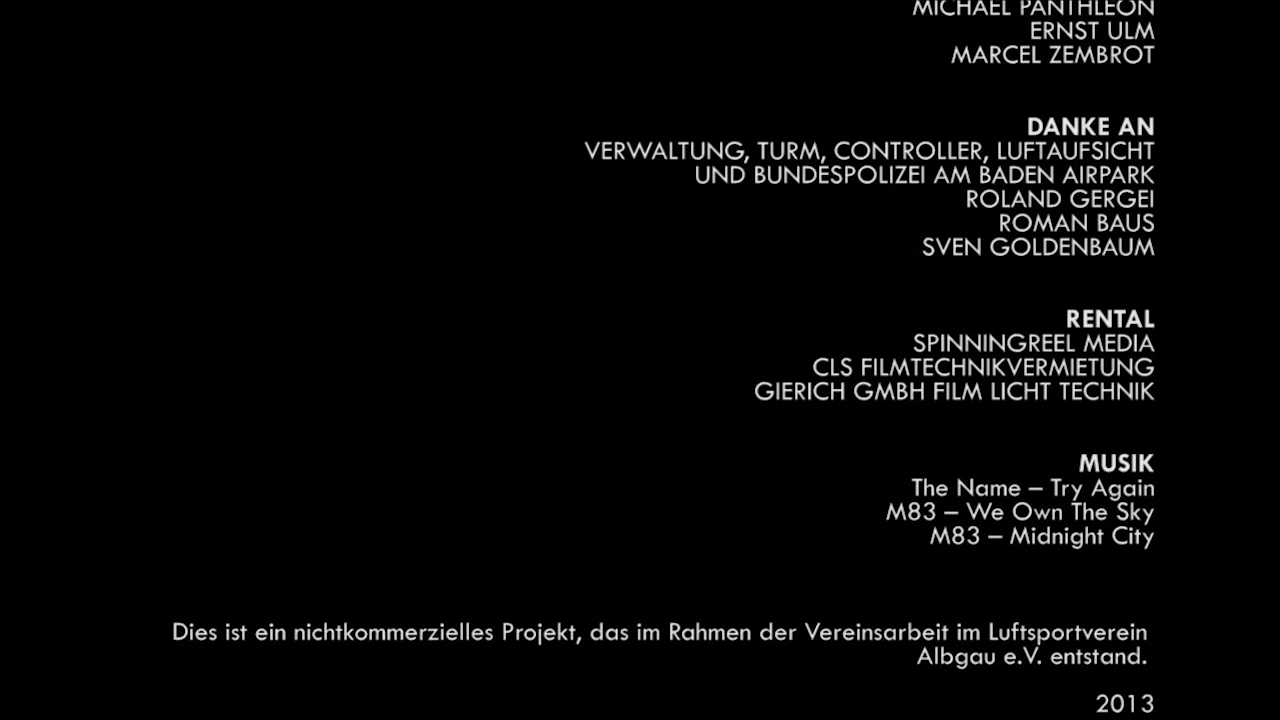 MICHAEL PANTHLEON
ERNST ULM
MARCEL ZEMBROT
DANKE AN
VERWALTUNG, TURM, CONTROLLER, LUFTAUFSICHT
UND BUNDESPOLIZEI AM BADEN AIRPARK
ROLAND GERGEI
ROMAN BAUS
SVEN GOLDENBAUM
RENTAL
SPINNINGREEL MEDIA
CLS FILMTECHNIKVERMIETUNG
GIERICH GMBH FILM LICHT TECHNIK
MUSIK
The Name – Try Again
M83 – We Own The Sky
M83 – Midnight City
Dies ist ein nichtkommerzielles Projekt, das im Rahmen der Vereinsarbeit im Luftsportverein
Albgau e.V. entstand.
2013